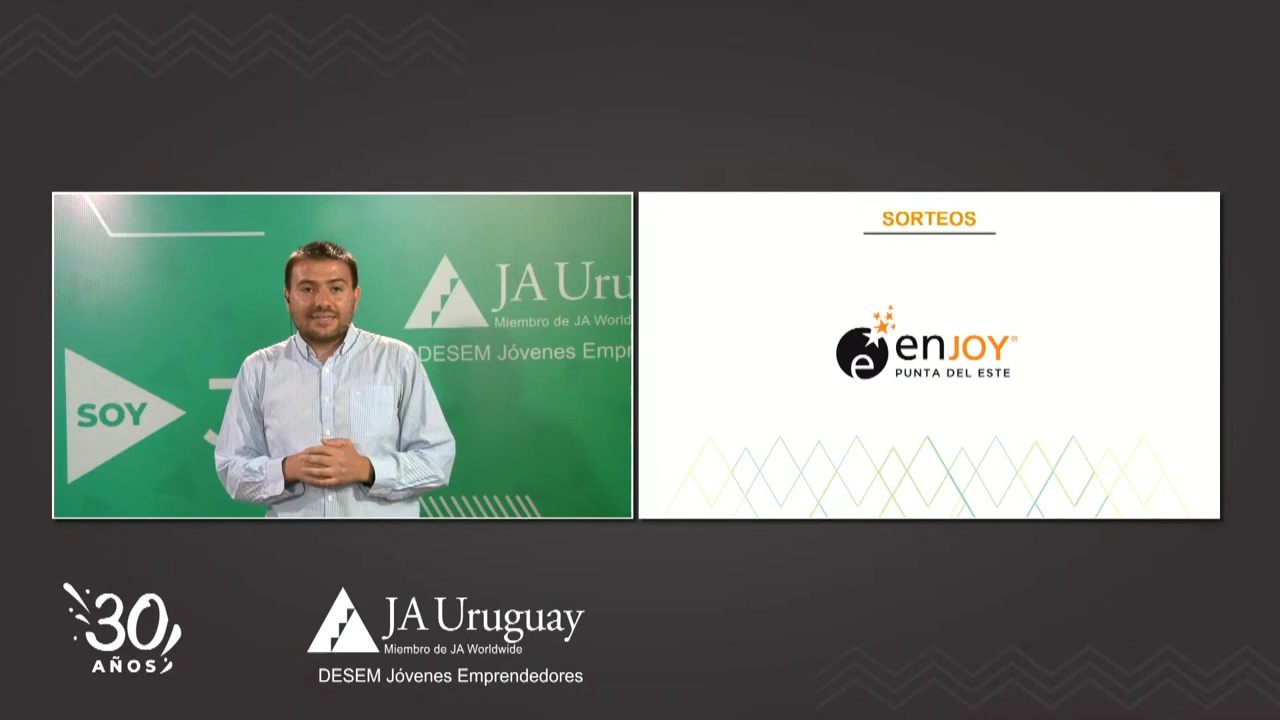 SORTEOS
JA Uru
Miembro de JA World
DESEM Jóvenes Empr
SOY
e enJOY®
PUNTA DEL ESTE
30
AÑOS
JA Uruguay
Miembro de JA Worldwide
DESEM Jóvenes Emprendedores